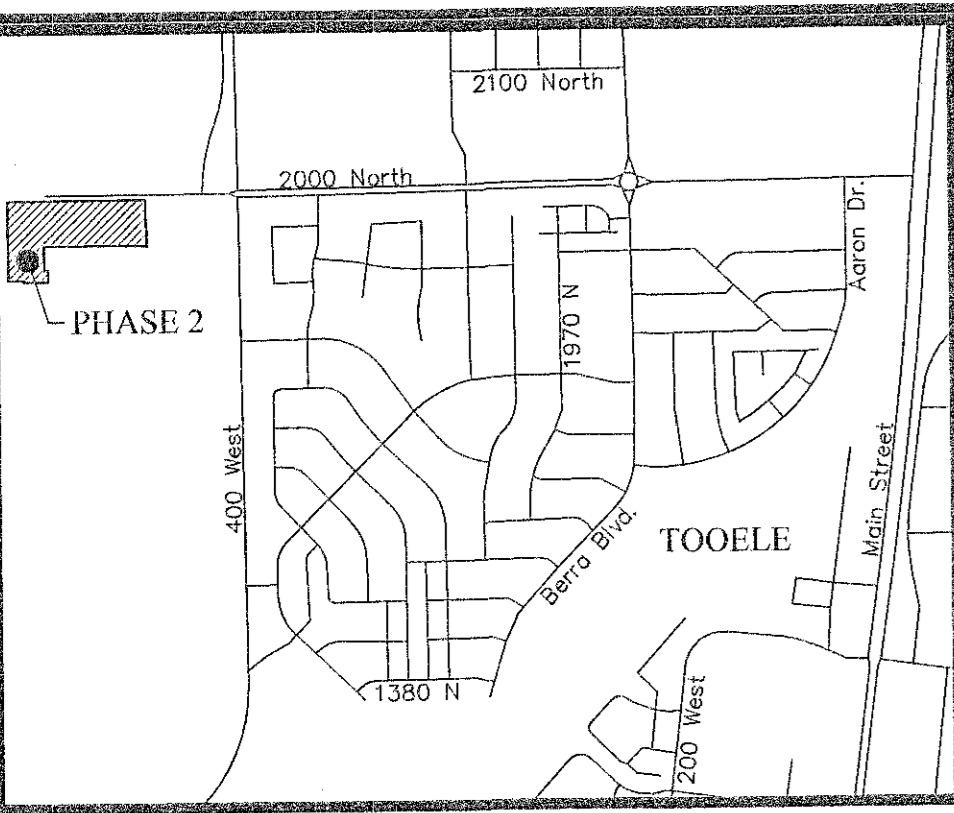 2100 North
2000 North
Aaron Dr.
PHASE 2
1970 N
400 West
Main Street
TOOELE
Berra Blvd.
1380 N
200 West